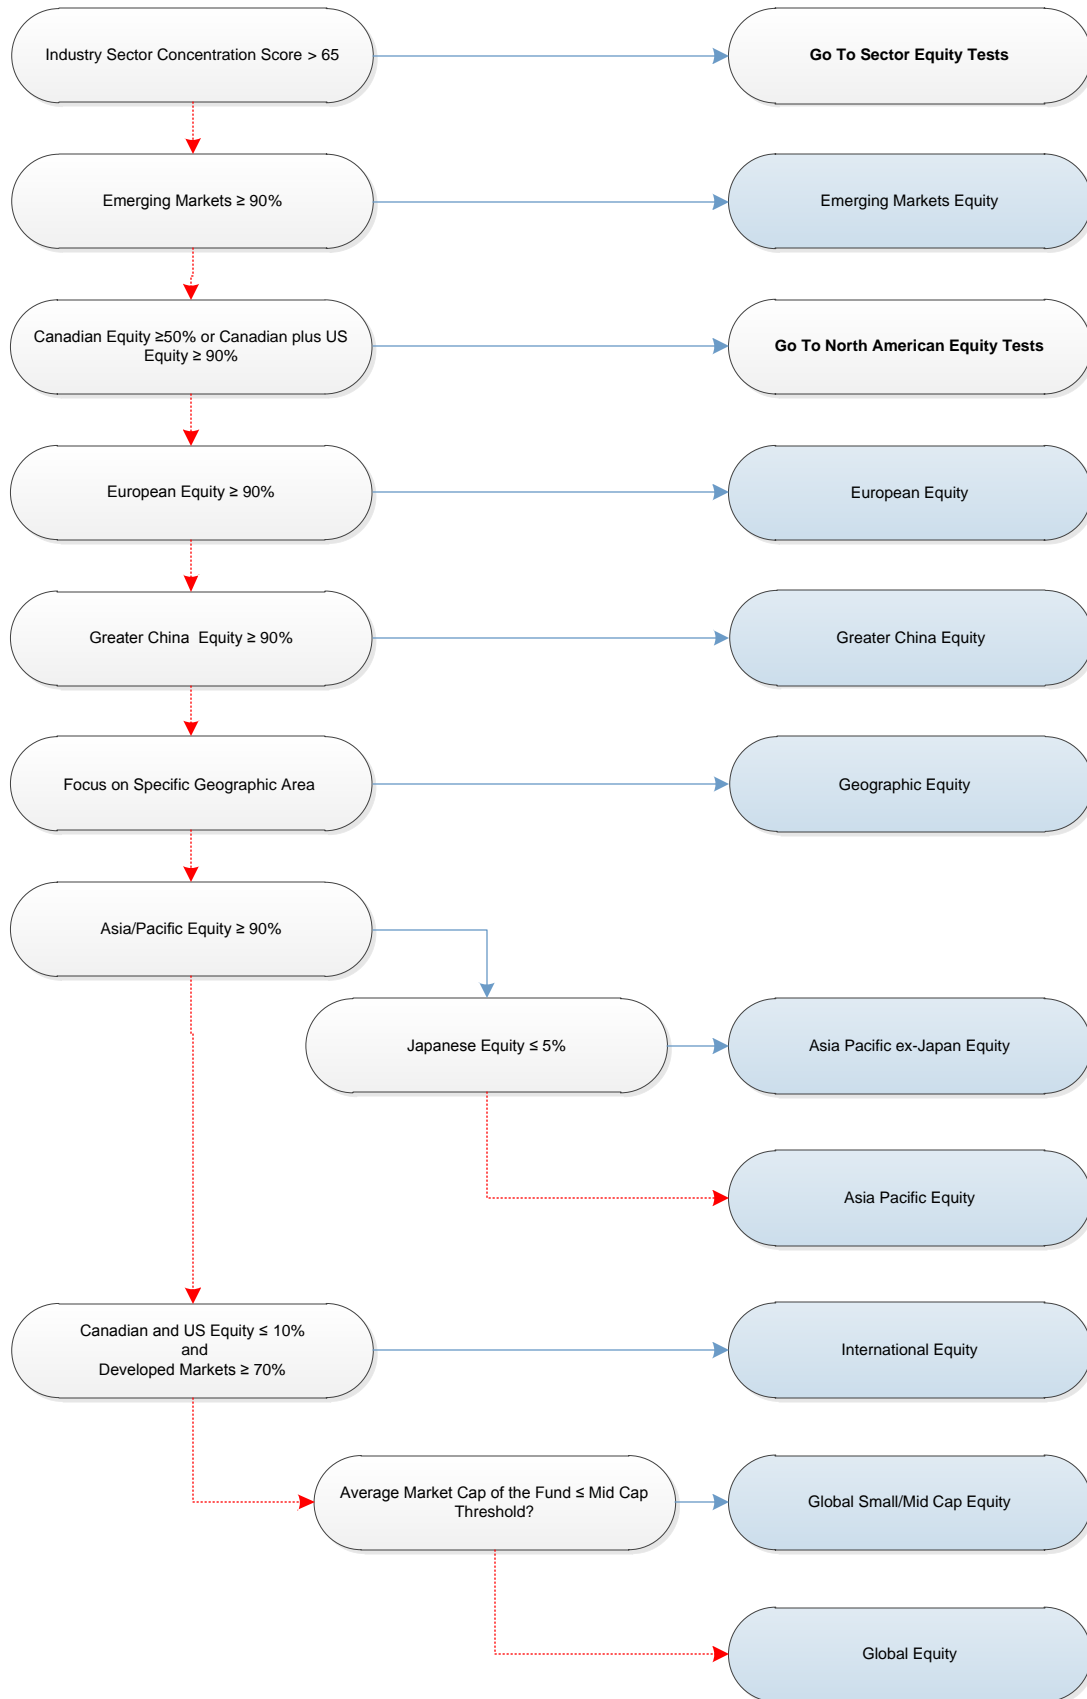 Industry Sector Concentration Score > 65
Go To Sector Equity Tests
Emerging Markets ≥ 90%
Emerging Markets Equity
Canadian Equity ≥50% or Canadian plus US
Equity ≥ 90%
Go To North American Equity Tests
European Equity ≥ 90%
European Equity
Greater China  Equity ≥ 90%
Greater China Equity
Focus on Specific Geographic Area
Geographic Equity
Asia/Pacific Equity ≥ 90%
Japanese Equity ≤ 5%
Asia Pacific ex-Japan Equity
Asia Pacific Equity
Canadian and US Equity ≤ 10%
and
Developed Markets ≥ 70%
International Equity
Average Market Cap of the Fund ≤ Mid Cap
Threshold?
Global Small/Mid Cap Equity
Global Equity